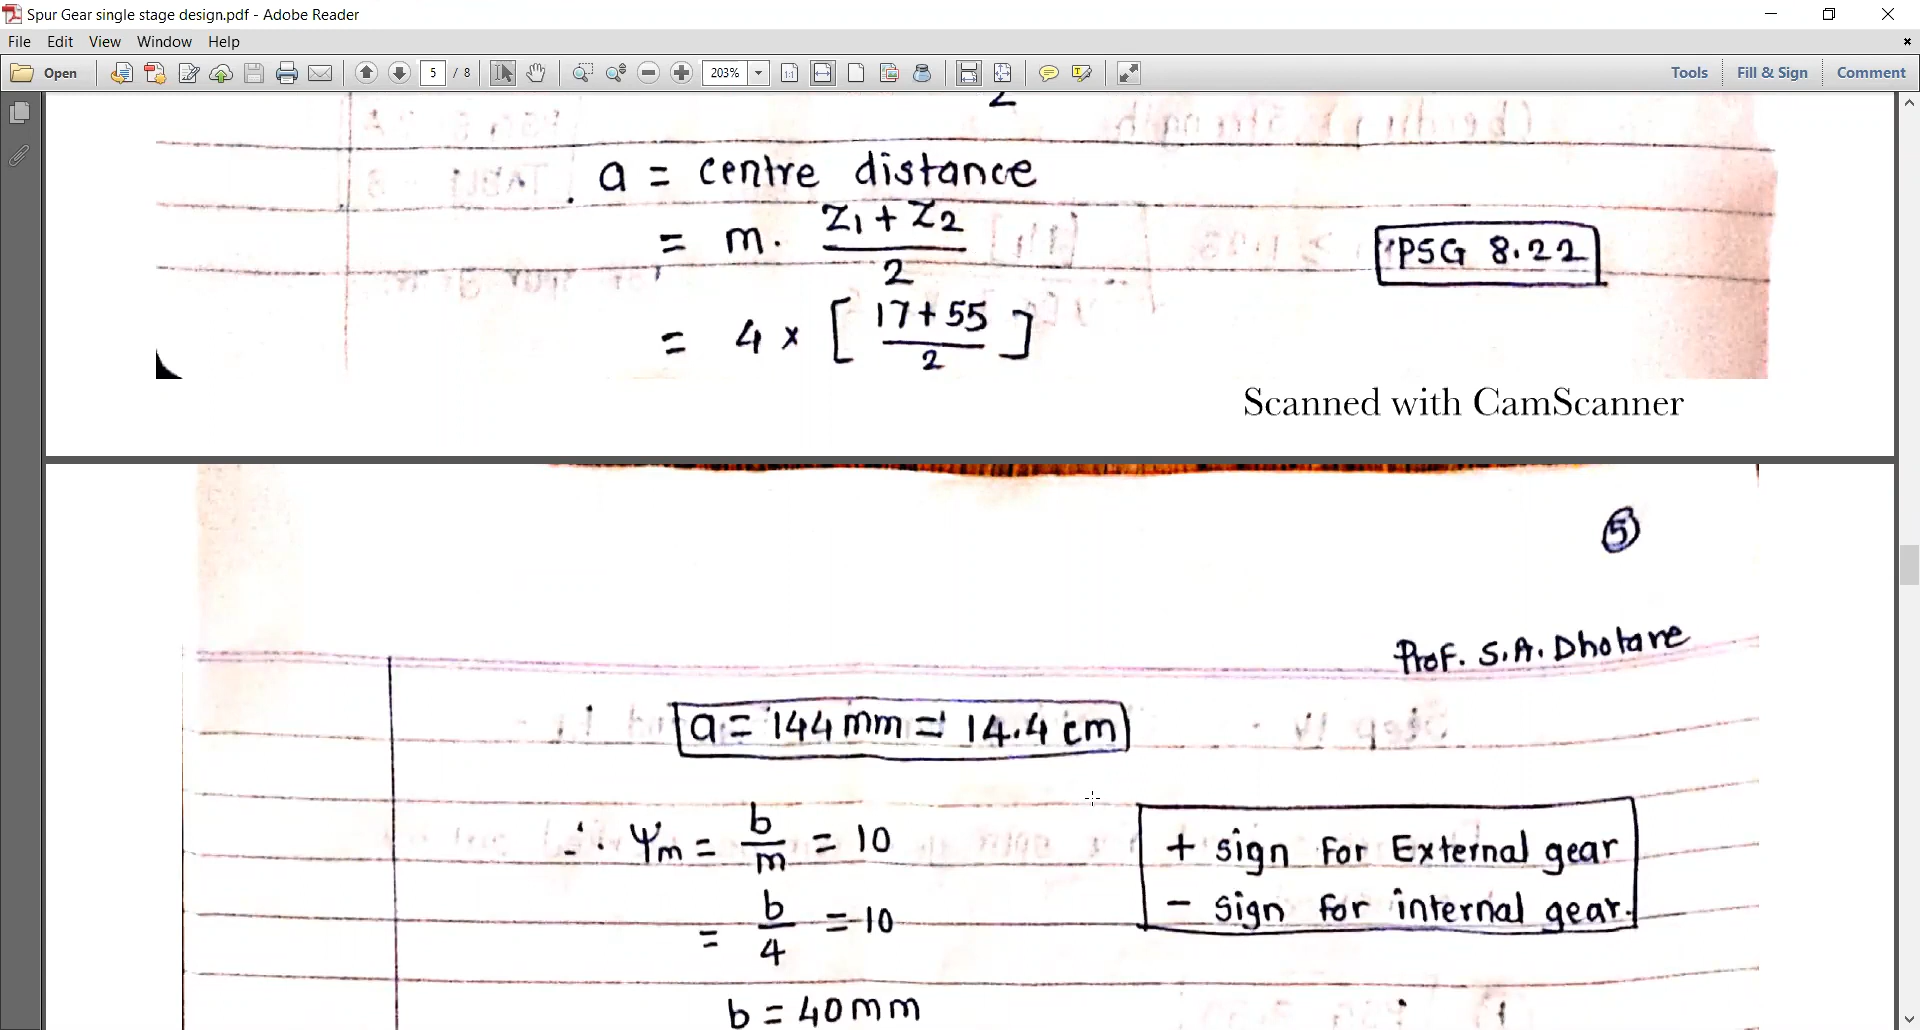 Spur Gear single stage design.pdf - Adobe Reader
File Edit View Window Help
Open 5 / 8 203% Tools Fill & Sign Comment
2
a = centre distance
= m. Z1 + Z2 / 2
PSG 8.22
= 4 × [ 17+55 / 2 ]
Scanned with CamScanner
5
Prof. S.A. Dhotare
a = 144 mm = 14.4 cm
∴ Ψm = b / m = 10
+ sign for External gear
= b / 4 = 10
- sign for internal gear.
b = 40 mm